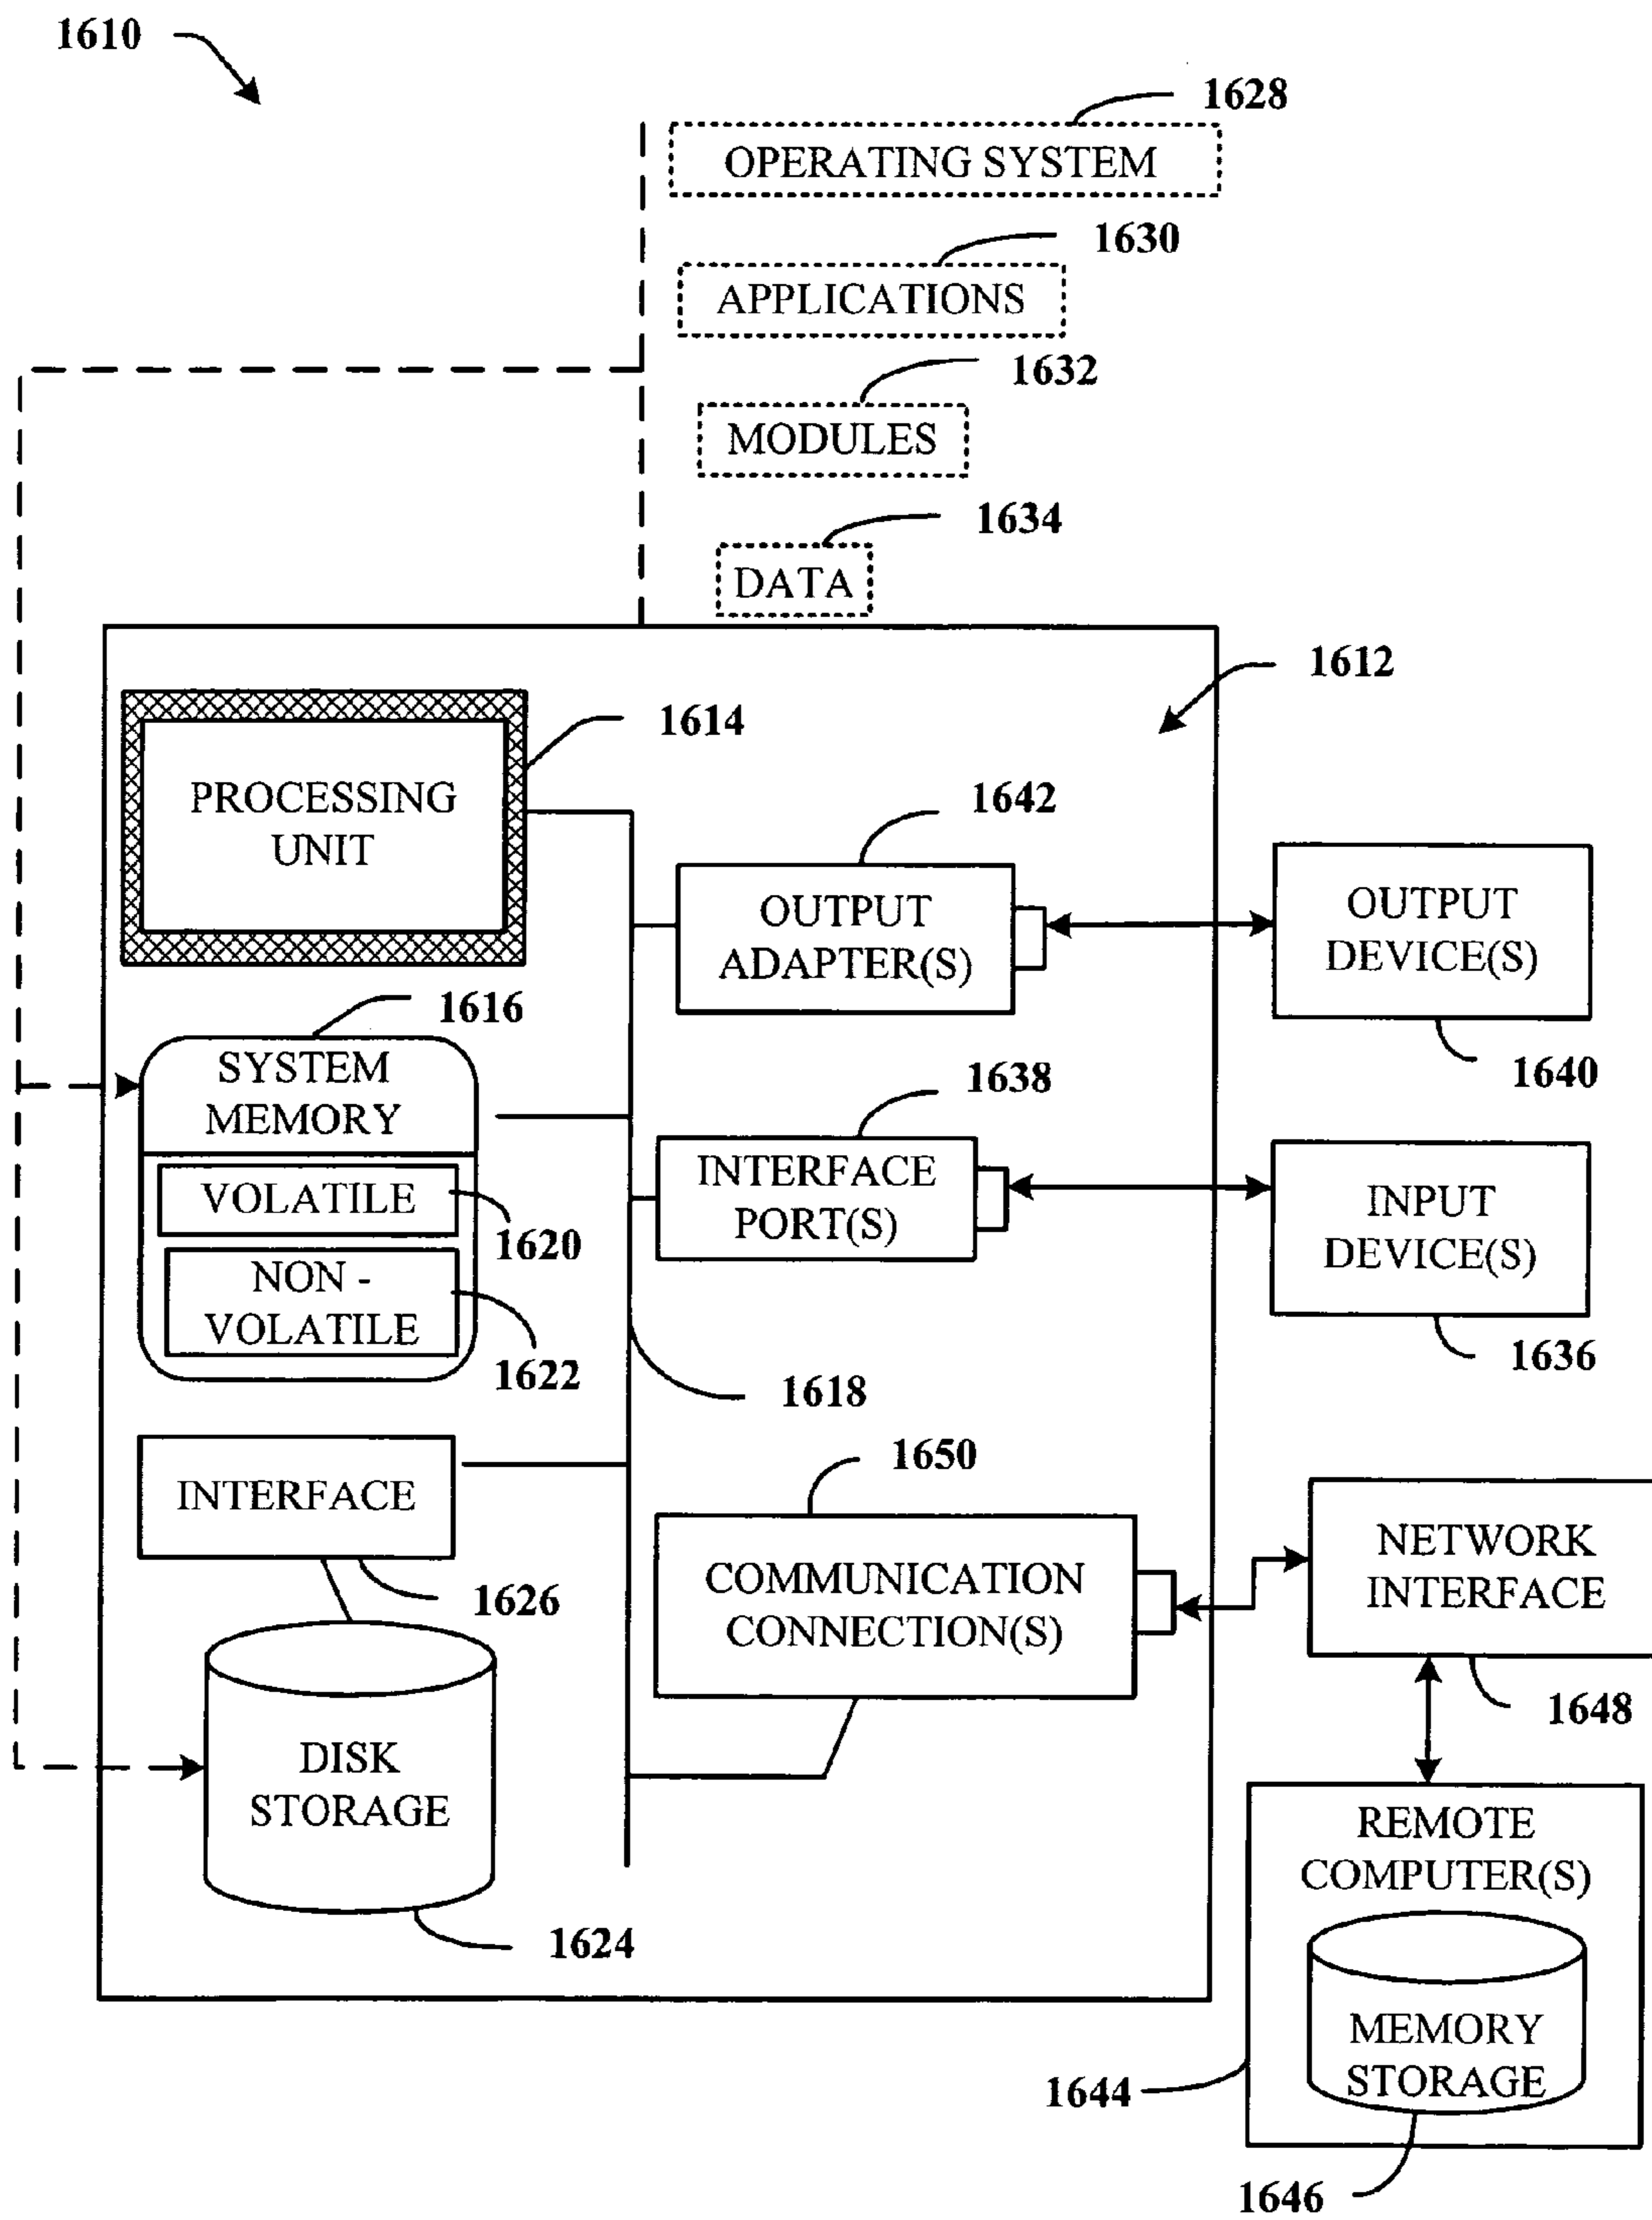 1610
1628
OPERATING SYSTEM
1630
APPLICATIONS
1632
MODULES
1634
DATA
1612
1614
PROCESSING
UNIT
1642
OUTPUT
ADAPTER(S)
OUTPUT
DEVICE(S)
1640
1616
SYSTEM
MEMORY
VOLATILE
1620
NON -
VOLATILE
1622
1638
INTERFACE
PORT(S)
INPUT
DEVICE(S)
1636
1618
INTERFACE
1626
1650
COMMUNICATION
CONNECTION(S)
NETWORK
INTERFACE
1648
DISK
STORAGE
1624
REMOTE
COMPUTER(S)
MEMORY
STORAGE
1644
1646